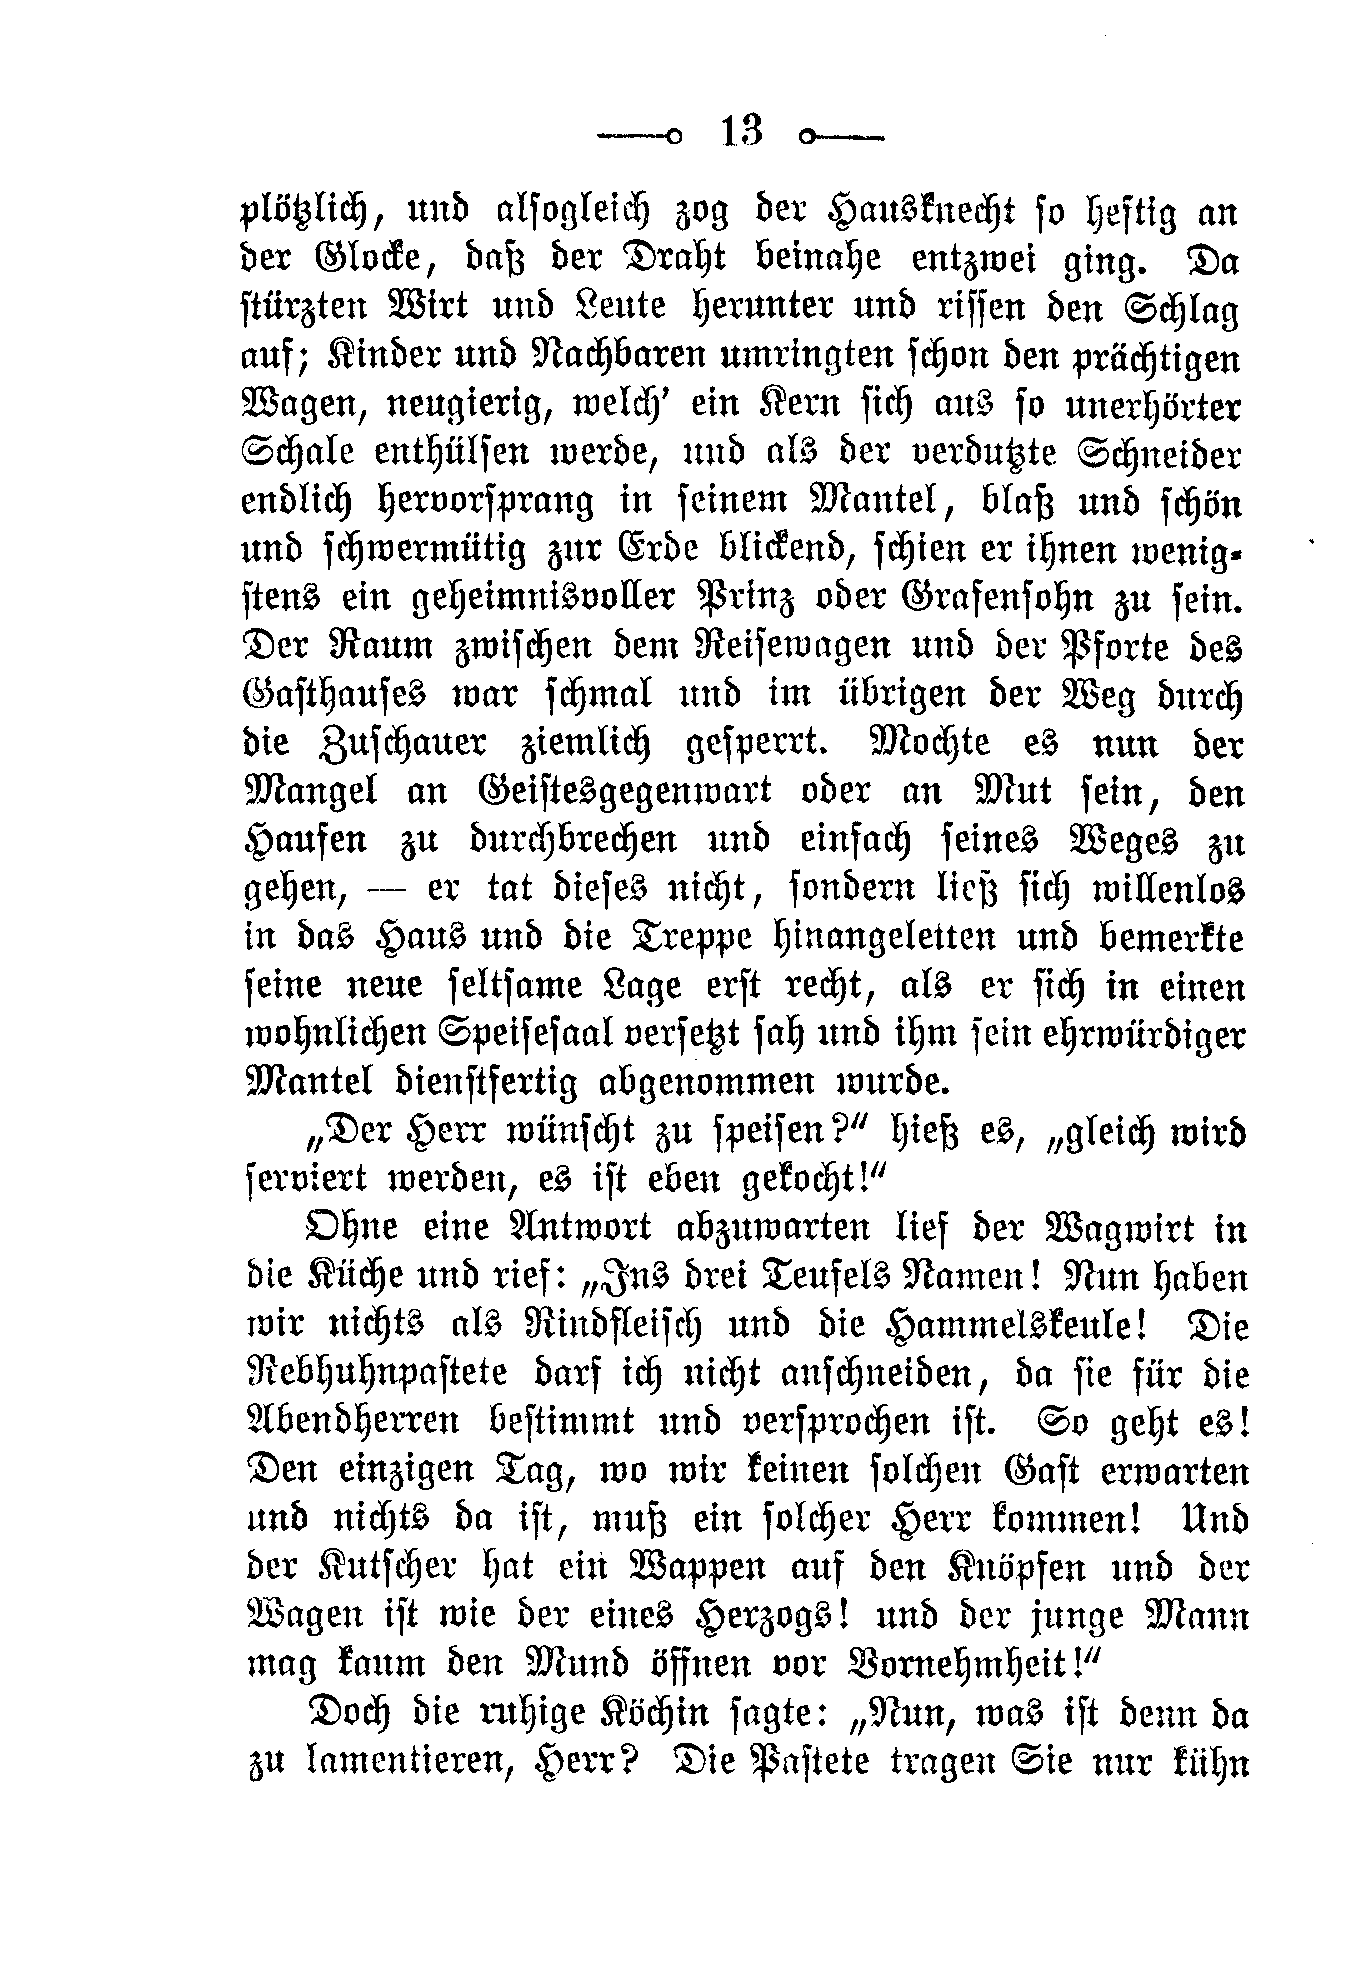 13
plötzlich, und alsogleich zog der Hausknecht so heftig an
der Glocke, daß der Draht beinahe entzwei ging. Da
stürzten Wirt und Leute herunter und rissen den Schlag
auf; Kinder und Nachbaren umringten schon den prächtigen
Wagen, neugierig, welch' ein Kern sich aus so unerhörter
Schale enthülsen werde, und als der verdutzte Schneider
endlich hervorsprang in seinem Mantel, blaß und schön
und schwermütig zur Erde blickend, schien er ihnen wenig-
stens ein geheimnisvoller Prinz oder Grafensohn zu sein.
Der Raum zwischen dem Reisewagen und der Pforte des
Gasthauses war schmal und im übrigen der Weg durch
die Zuschauer ziemlich gesperrt. Mochte es nun der
Mangel an Geistesgegenwart oder an Mut sein, den
Haufen zu durchbrechen und einfach seines Weges zu
gehen, — er tat dieses nicht, sondern ließ sich willenlos
in das Haus und die Treppe hinangeleiten und bemerkte
seine neue seltsame Lage erst recht, als er sich in einen
wohnlichen Speisesaal versetzt sah und ihm sein ehrwürdiger
Mantel dienstfertig abgenommen wurde.
„Der Herr wünscht zu speisen?“ hieß es, „gleich wird
serviert werden, es ist eben gekocht!“
Ohne eine Antwort abzuwarten lief der Wagwirt in
die Küche und rief: „Ins drei Teufels Namen! Nun haben
wir nichts als Rindfleisch und die Hammelskeule! Die
Rebhuhnpastete darf ich nicht anschneiden, da sie für die
Abendherren bestimmt und versprochen ist. So geht es!
Den einzigen Tag, wo wir keinen solchen Gast erwarten
und nichts da ist, muß ein solcher Herr kommen! Und
der Kutscher hat ein Wappen auf den Knöpfen und der
Wagen ist wie der eines Herzogs! und der junge Mann
mag kaum den Mund öffnen vor Vornehmheit!“
Doch die ruhige Köchin sagte: „Nun, was ist denn da
zu lamentieren, Herr? Die Pastete tragen Sie nur kühn